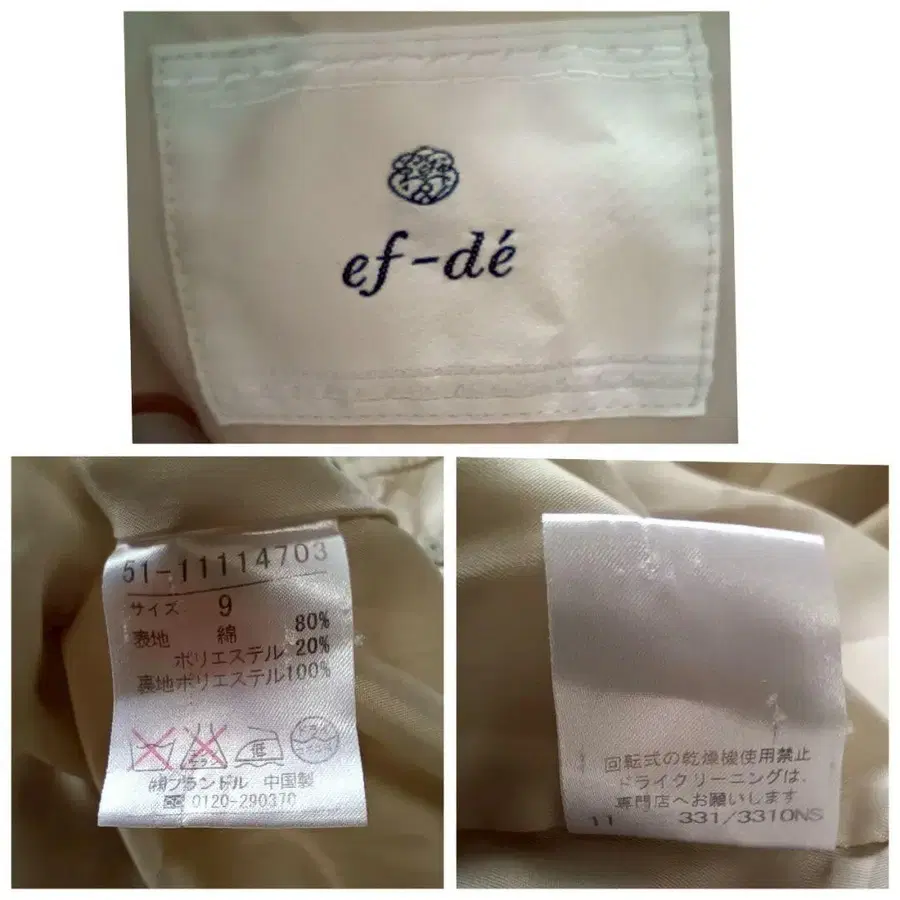 ef-dé
51-11114703
サイズ 9
表地 綿 80%
ポリエステル 20%
裏地ポリエステル100%
低
㈱フランドル 中国製
0120-290370
回転式の乾燥機使用禁止
ドライクリーニングは、
専門店へお願いします
11 331/3310NS